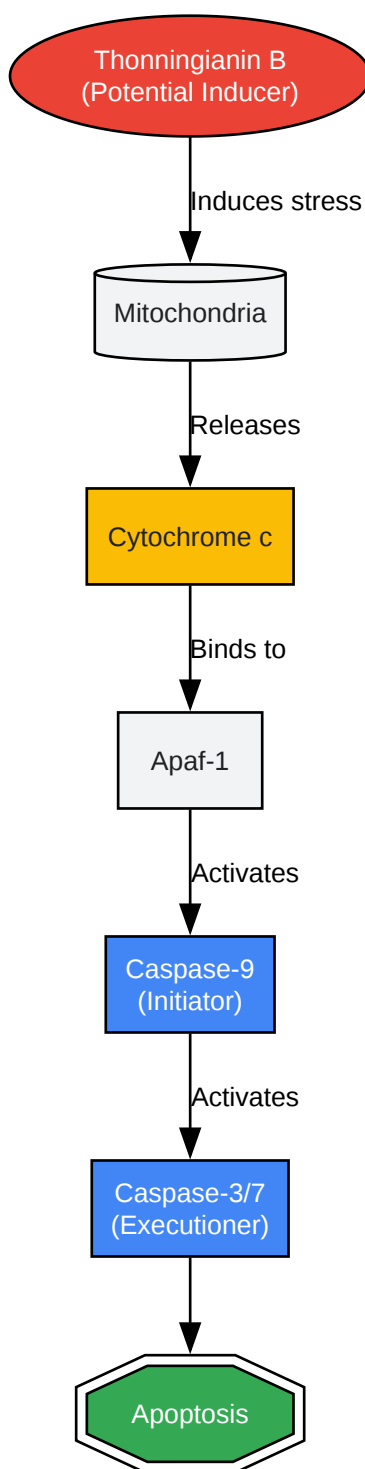 Thonningianin B
(Potential Inducer)
Induces stress
Mitochondria
Releases
Cytochrome c
Binds to
Apaf-1
Activates
Caspase-9
(Initiator)
Activates
Caspase-3/7
(Executioner)
Apoptosis